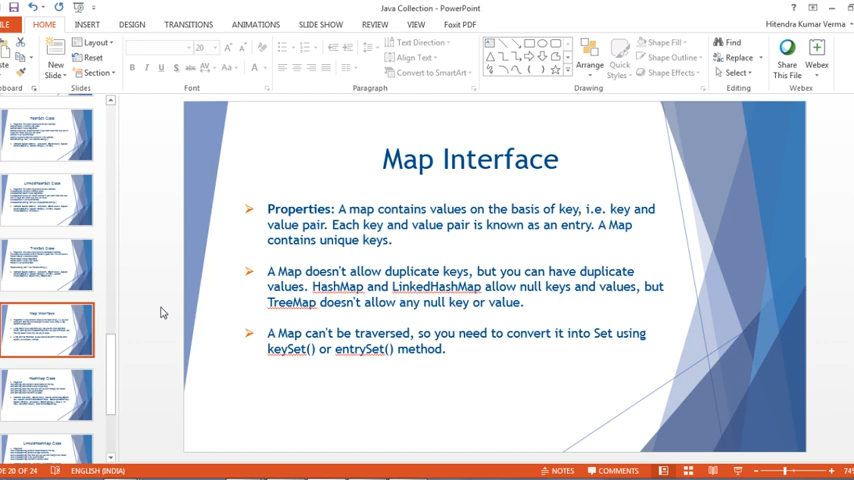 Java Collection - PowerPoint
HOME INSERT DESIGN TRANSITIONS ANIMATIONS SLIDE SHOW REVIEW VIEW Foxit PDF Hitendra Kumar Verma
New Slide Layout Reset Section
20
Text Direction Align Text Convert to SmartArt
Arrange Quick Styles Shape Fill Shape Outline Shape Effects
Find Replace Select
Share This File Webex
Font Paragraph Drawing Editing Webex
HashSet Class
LinkedHashSet Class
TreeSet Class
Map Interface
HashMap Class
LinkedHashMap Class
Map Interface
Properties: A map contains values on the basis of key, i.e. key and
value pair. Each key and value pair is known as an entry. A Map
contains unique keys.
A Map doesn't allow duplicate keys, but you can have duplicate
values. HashMap and LinkedHashMap allow null keys and values, but
TreeMap doesn't allow any null key or value.
A Map can't be traversed, so you need to convert it into Set using
keySet() or entrySet() method.
20 OF 24 ENGLISH (INDIA) NOTES COMMENTS